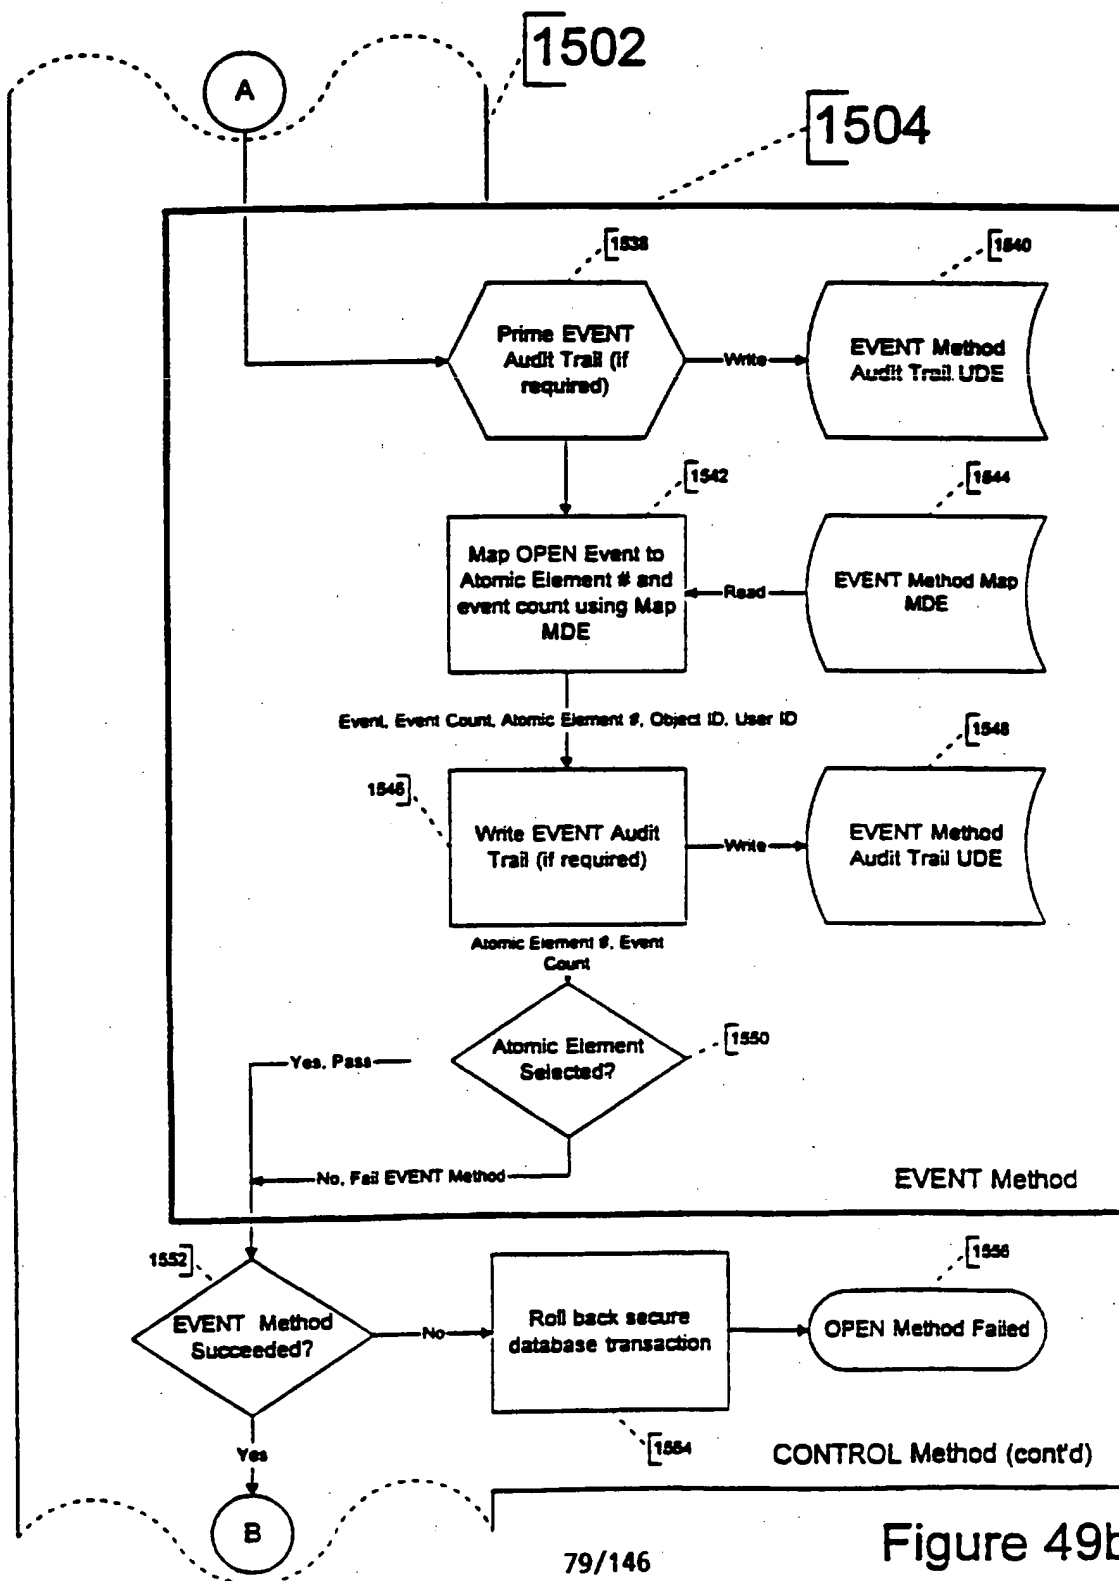 1502
A
1504
1538
1540
Prime EVENT
Audit Trail (if
required)
Write
EVENT Method
Audit Trail UDE
1542
1544
Map OPEN Event to
Atomic Element # and
event count using Map
MDE
Read
EVENT Method Map
MDE
Event, Event Count, Atomic Element #, Object ID, User ID
1546
1548
Write EVENT Audit
Trail (if required)
Write
EVENT Method
Audit Trail UDE
Atomic Element #, Event
Count
1550
Atomic Element
Selected?
Yes, Pass
No, Fail EVENT Method
EVENT Method
1552
1556
EVENT Method
Succeeded?
No
Roll back secure
database transaction
OPEN Method Failed
Yes
1554
CONTROL Method (cont'd)
B
79/146
Figure 49b